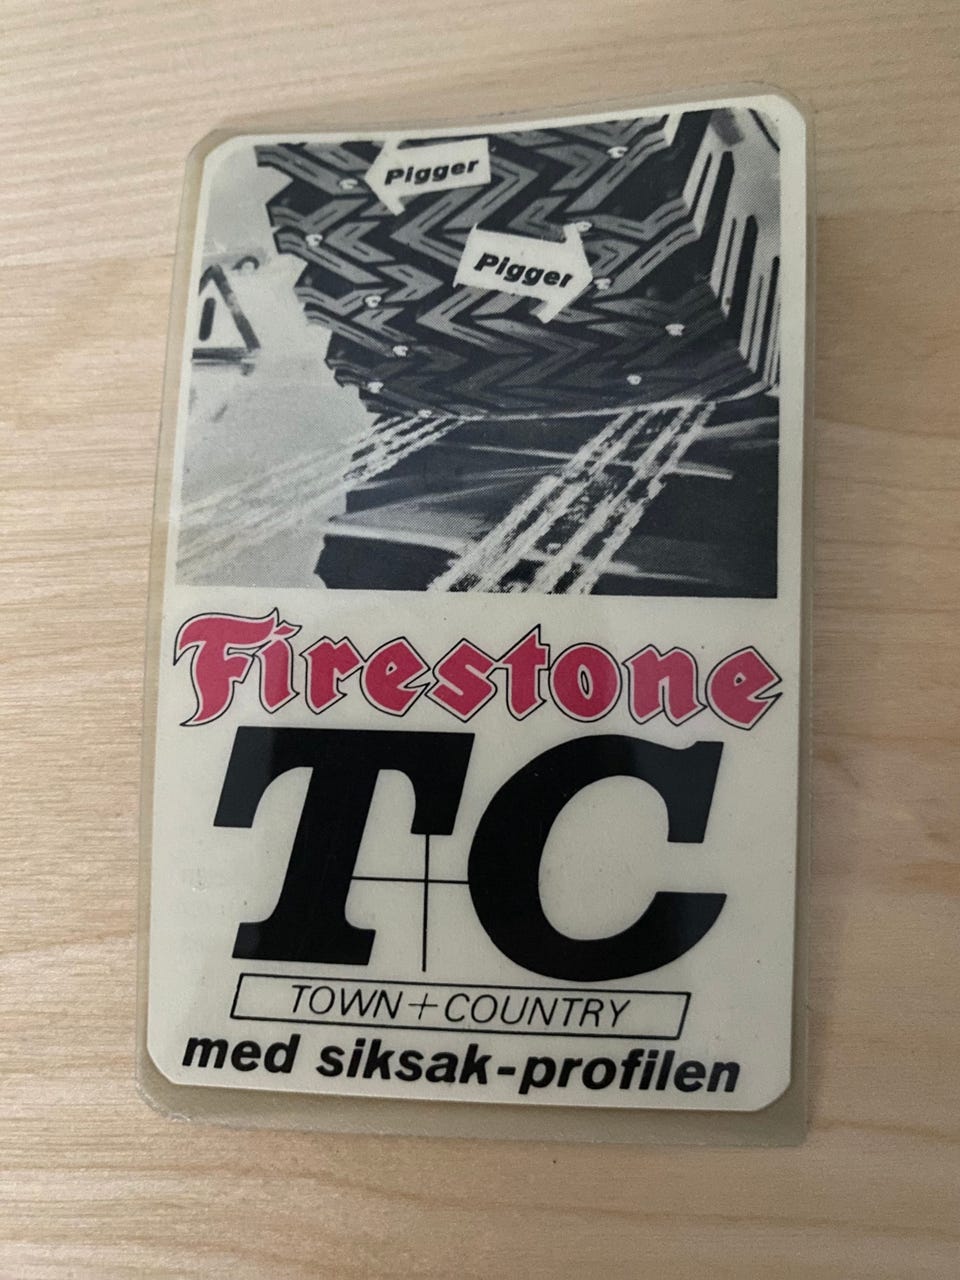 Pigger
Pigger
Firestone
T+C
TOWN+COUNTRY
med siksak-profilen